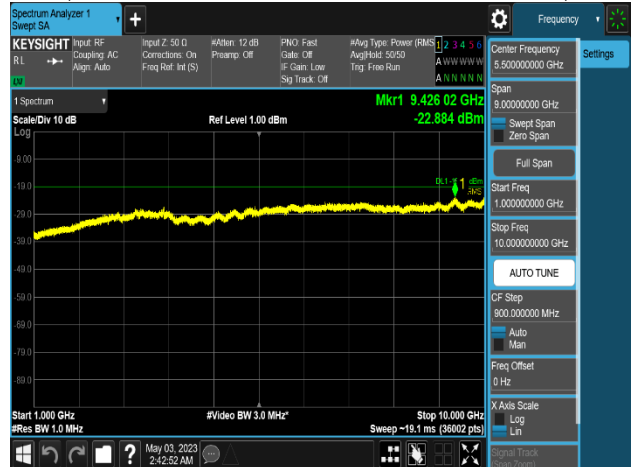 Spectrum Analyzer 1
Swept SA
Frequency
KEYSIGHT
RL
Input: RF
Coupling: AC
Align: Auto
Input Z: 50 Ω
Corrections: On
Freq Ref: Int (S)
#Atten: 12 dB
Preamp: Off
PNO: Fast
Gate: Off
IF Gain: Low
Sig Track: Off
#Avg Type: Power (RMS
Avg|Hold: 50/50
Trig: Free Run
1 2 3 4 5 6
A W W W W W
A N N N N N
1 Spectrum
Scale/Div 10 dB
Log
Ref Level 1.00 dBm
Mkr1 9.426 02 GHz
-22.884 dBm
-9.00
-19.0
-29.0
-39.0
-49.0
-59.0
-69.0
-79.0
-89.0
1
RMS
Start 1.000 GHz
#Res BW 1.0 MHz
#Video BW 3.0 MHz*
Stop 10.000 GHz
Sweep ~19.1 ms (36002 pts)
May 03, 2023
2:42:52 AM
Settings
Center Frequency
5.500000000 GHz
Span
9.00000000 GHz
Swept Span
Zero Span
Full Span
Start Freq
1.000000000 GHz
Stop Freq
10.000000000 GHz
AUTO TUNE
CF Step
900.000000 MHz
Auto
Man
Freq Offset
0 Hz
X Axis Scale
Log
Lin
Signal Track
(Span Zoom)